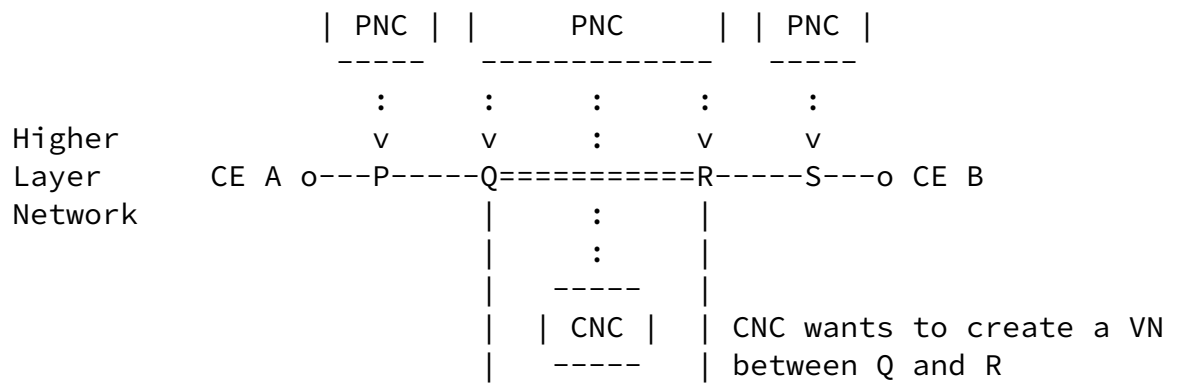 | PNC | | PNC | | PNC |
----- ------------- -----
: : : : :
Higher v v : v v
Layer CE A o---P-----Q===========R-----S---o CE B
Network | : |
| : |
| ----- |
| | CNC | | CNC wants to create a VN
| ----- | between Q and R